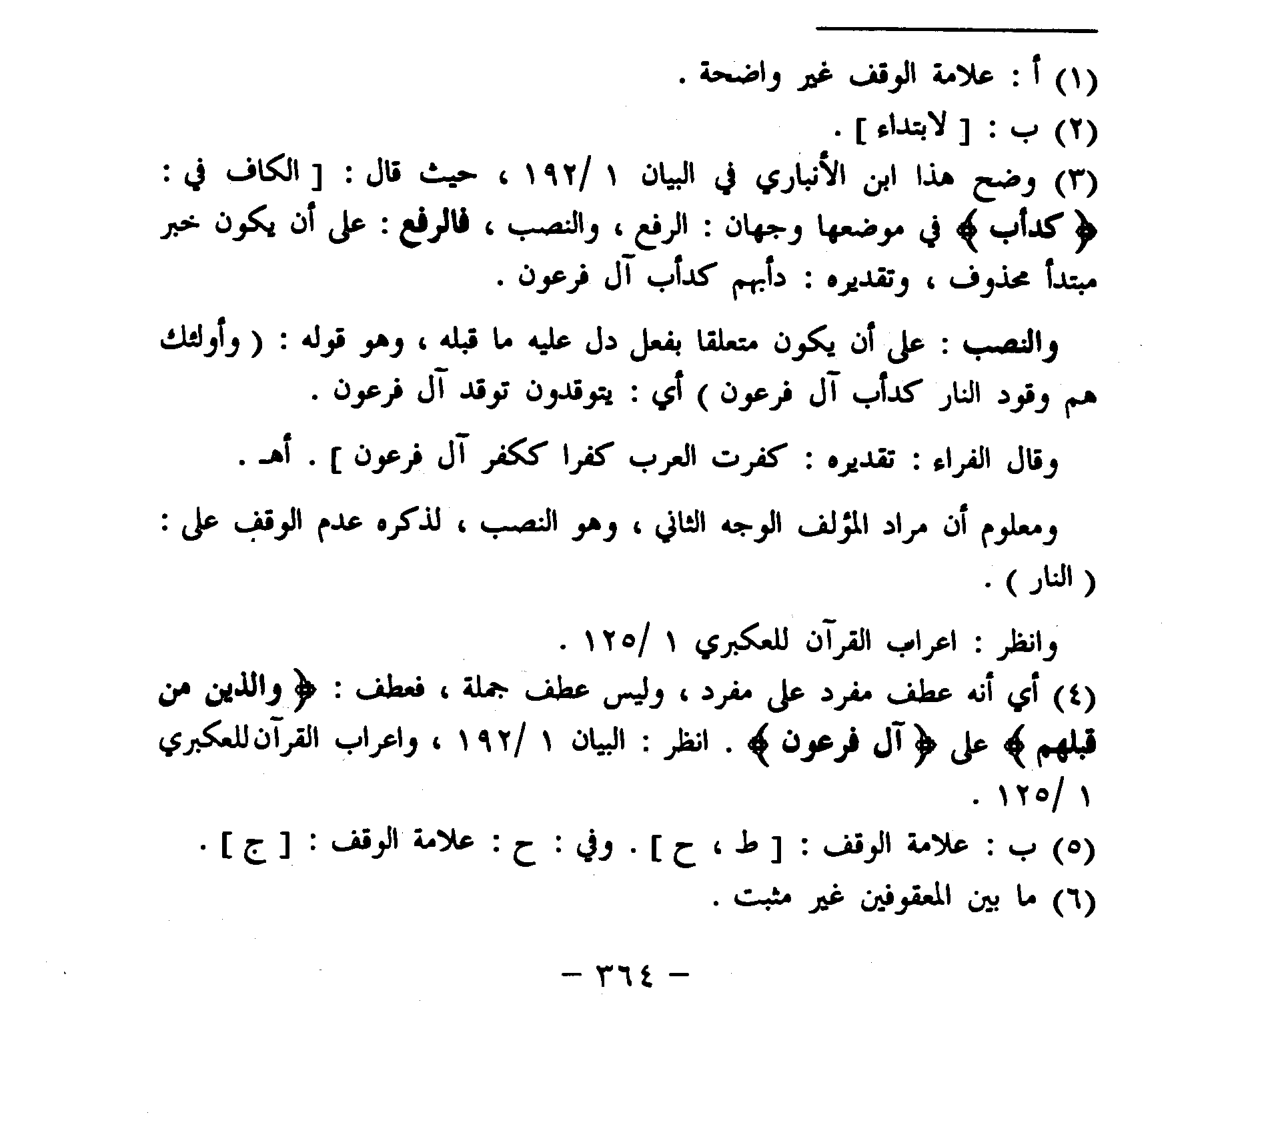 (١) أ : علامة الوقف غير واضحة .
(٢) ب : [ لابتداء ] .
(٣) وضح هذا ابن الأنباري في البيان ١ /١٩٢ ، حيث قال : [ الكاف في :
﴿ كدأب ﴾ في موضعها وجهان : الرفع ، والنصب ، فالرفع : على أن يكون خبر
مبتدأ محذوف ، وتقديره : دأبهم كدأب آل فرعون .
والنصب : على أن يكون متعلقا بفعل دل عليه ما قبله ، وهو قوله : ( وأولئك
هم وقود النار كدأب آل فرعون ) أي : يتوقدون توقد آل فرعون .
وقال الفراء : تقديره : كفرت العرب كفرا ككفر آل فرعون ] . أهـ .
ومعلوم أن مراد المؤلف الوجه الثاني ، وهو النصب ، لذكره عدم الوقف على :
( النار ) .
وانظر : اعراب القرآن للعكبري ١ /١٢٥ .
(٤) أي أنه عطف مفرد على مفرد ، وليس عطف جملة ، فعطف : ﴿ والذين من
قبلهم ﴾ على ﴿ آل فرعون ﴾ . انظر : البيان ١ /١٩٢ ، واعراب القرآن للعكبري
١ /١٢٥ .
(٥) ب : علامة الوقف : [ ط ، ح ] . وفي : ح : علامة الوقف : [ ج ] .
(٦) ما بين المعقوفين غير مثبت .
– ٣٦٤ –